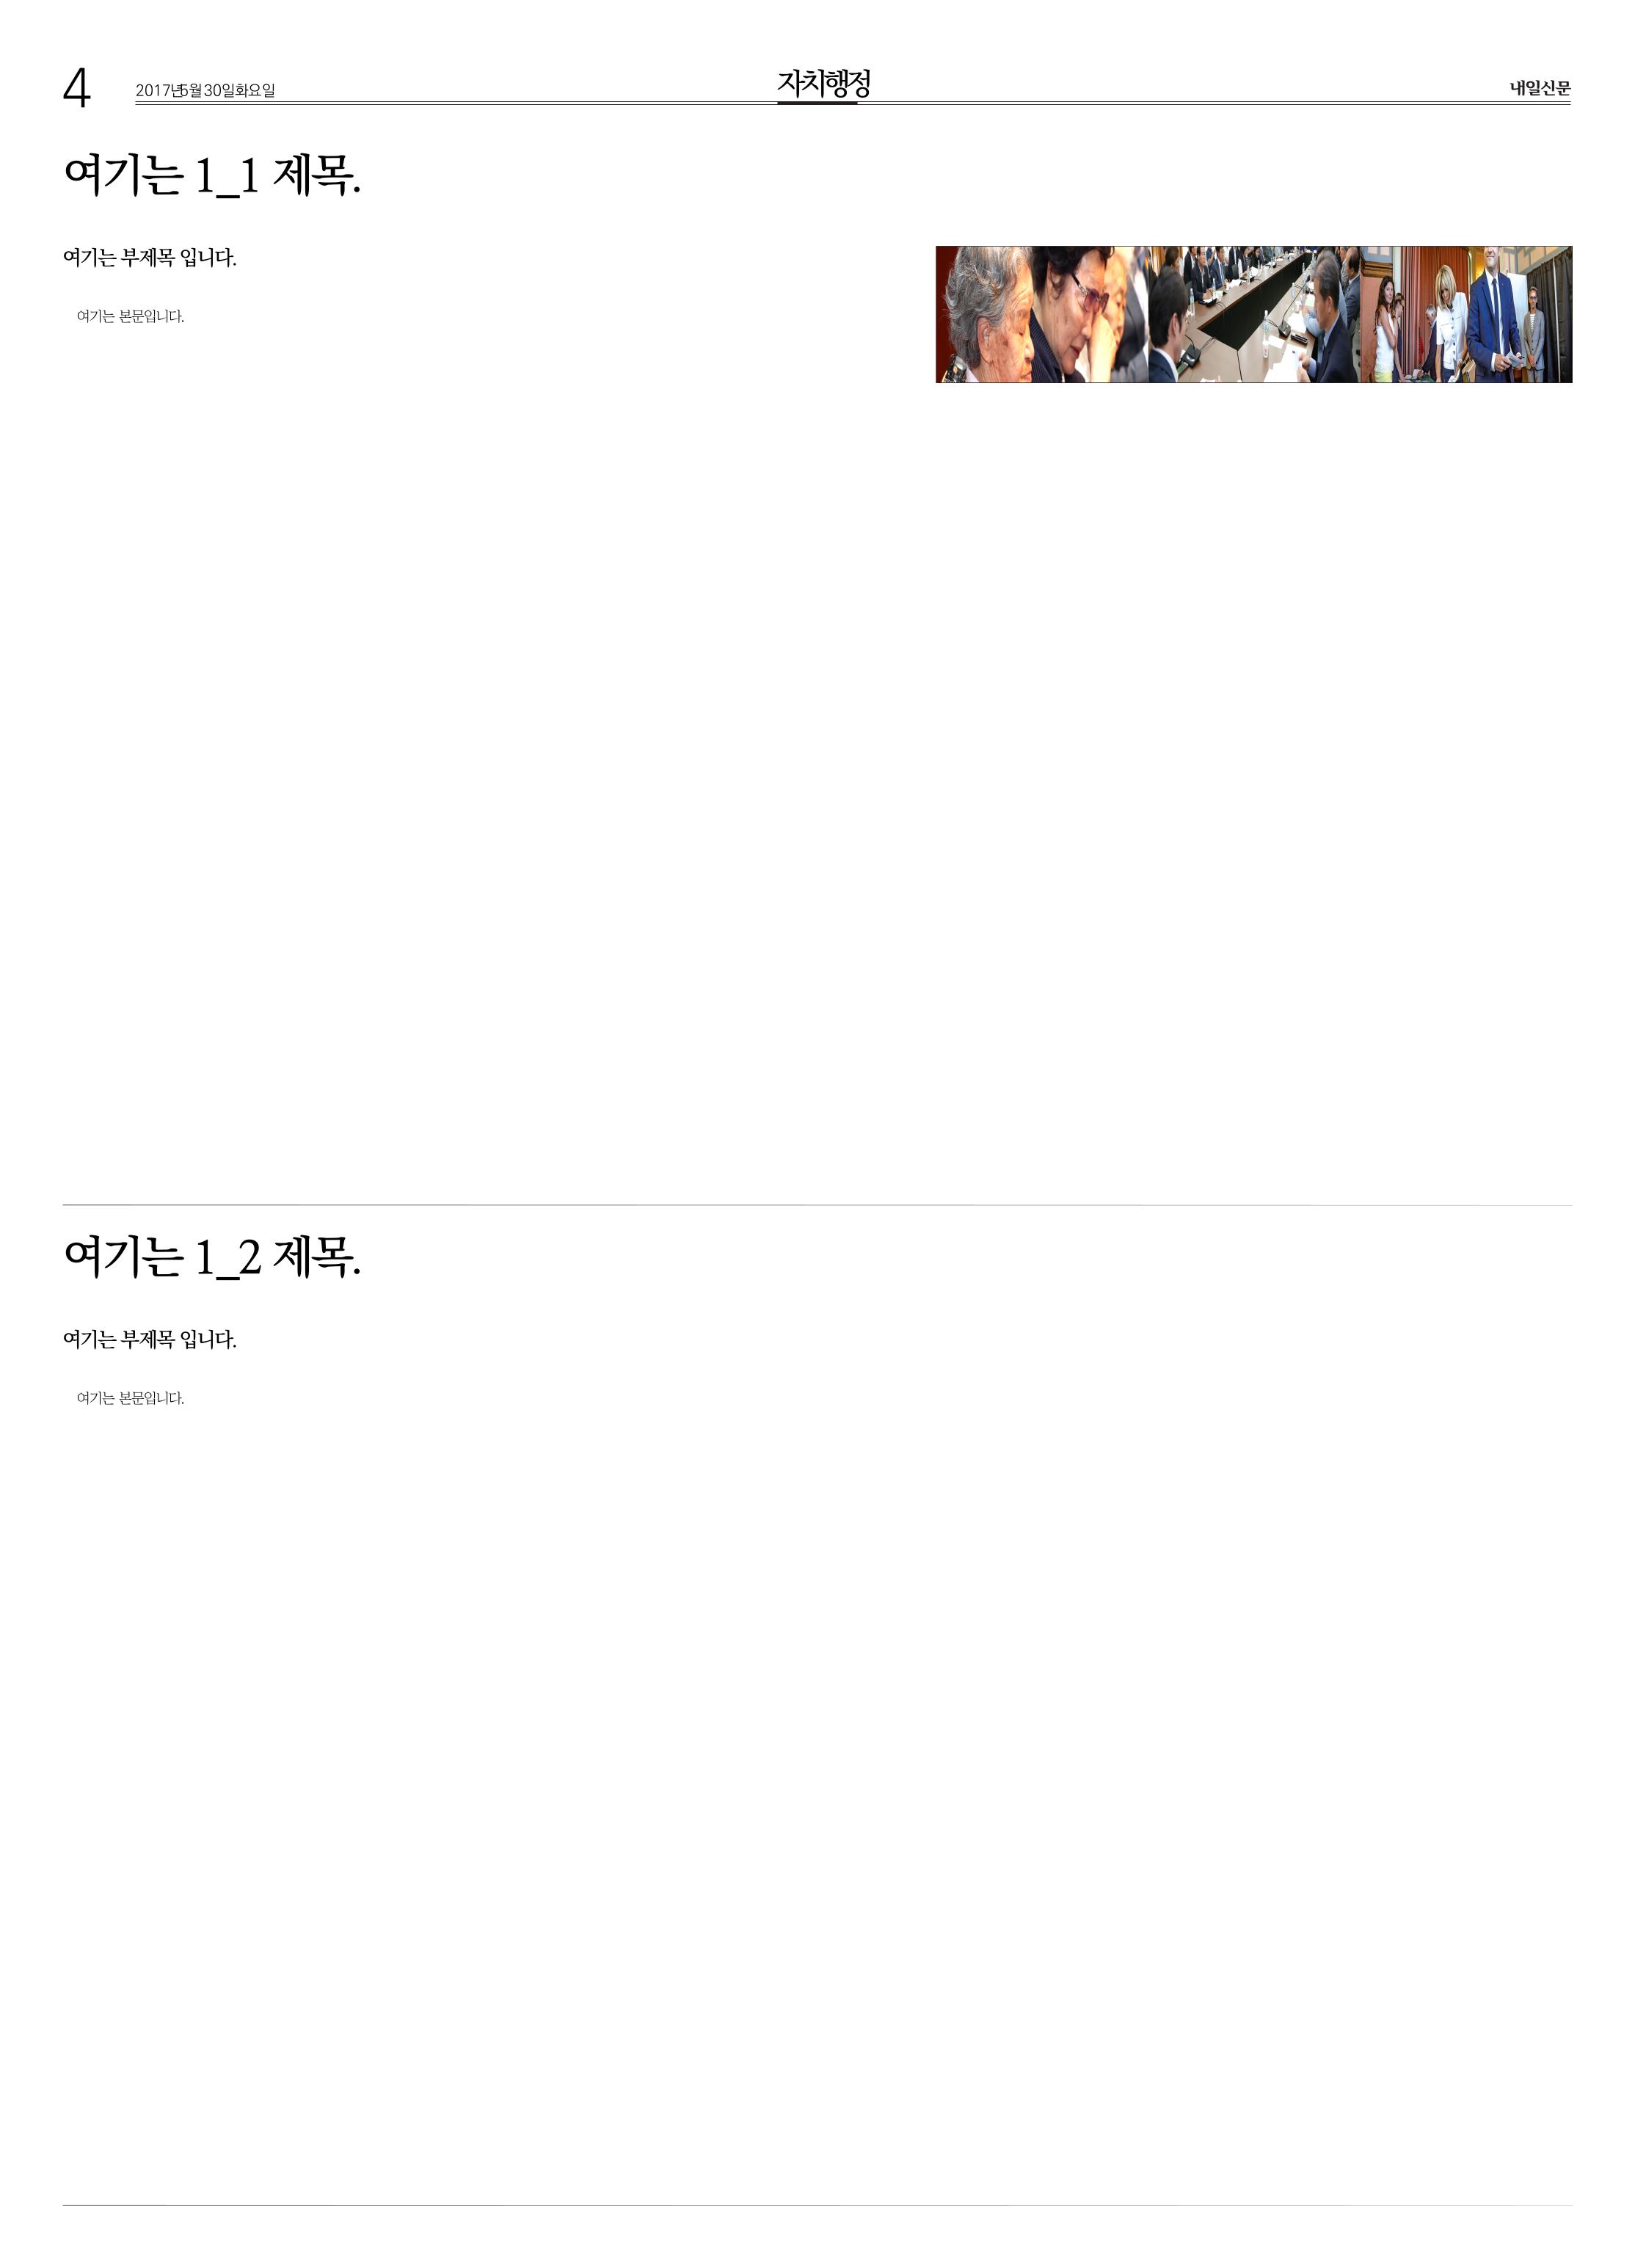 4
2017년5월30일화요일
자치행정
내일신문
여기는 1_1 제목.
여기는 부제목 입니다.
여기는 본문입니다.
여기는 1_2 제목.
여기는 부제목 입니다.
여기는 본문입니다.